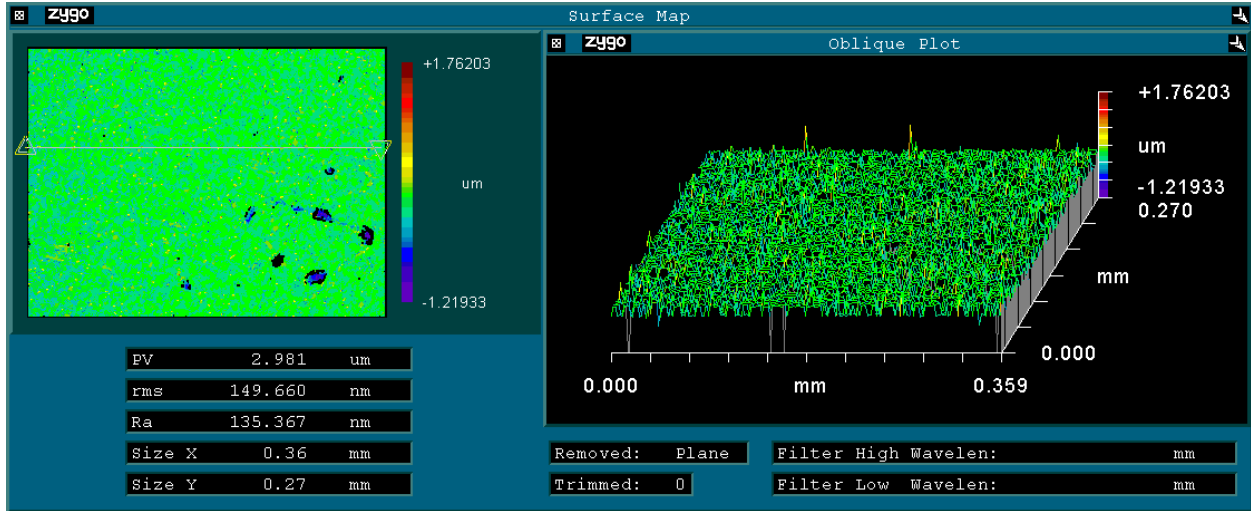 zygo Surface Map
+1.76203
um
-1.21933
zygo Oblique Plot
+1.76203
um
-1.21933
0.270
mm
0.000
0.000 mm 0.359
PV 2.981 um
rms 149.660 nm
Ra 135.367 nm
Size X 0.36 mm
Size Y 0.27 mm
Removed: Plane
Trimmed: 0
Filter High Wavelen: mm
Filter Low Wavelen: mm